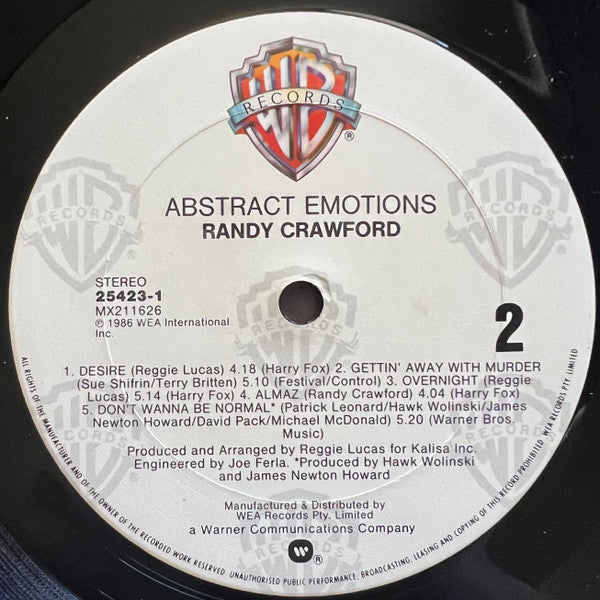 WB
RECORDS
®
ABSTRACT EMOTIONS
RANDY CRAWFORD
STEREO
25423-1
MX211626
℗ 1986 WEA International
Inc.
2
1. DESIRE (Reggie Lucas) 4.18 (Harry Fox) 2. GETTIN' AWAY WITH MURDER
(Sue Shifrin/Terry Britten) 5.10 (Festival/Control) 3. OVERNIGHT (Reggie
Lucas) 5.14 (Harry Fox) 4. ALMAZ (Randy Crawford) 4.04 (Harry Fox)
5. DON'T WANNA BE NORMAL* (Patrick Leonard/Hawk Wolinski/James
Newton Howard/David Pack/Michael McDonald) 5.20 (Warner Bros.
Music)
Produced and Arranged by Reggie Lucas for Kalisa Inc.
Engineered by Joe Ferla. *Produced by Hawk Wolinski
and James Newton Howard
Manufactured & Distributed by
WEA Records Pty. Limited
a Warner Communications Company
®
ALL RIGHTS OF THE MANUFACTURER AND OF THE OWNER OF THE RECORDED WORK RESERVED. UNAUTHORISED PUBLIC PERFORMANCE, BROADCASTING, LEASING AND COPYING OF THIS RECORD PROHIBITED. WEA RECORDS PTY. LIMITED
WB
RECORDS
WB
RECORDS
WB
RECORDS